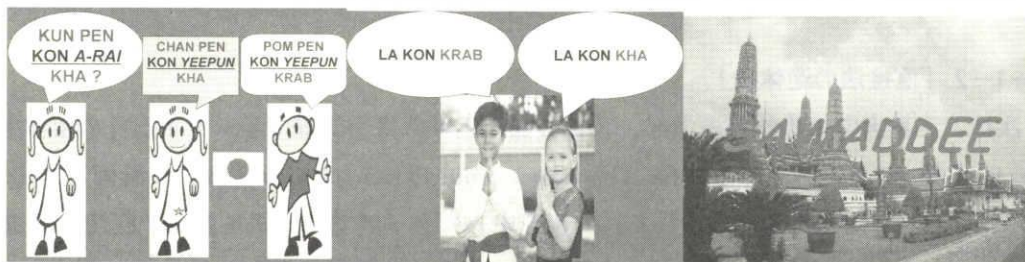 KUN PEN
KON A-RAI
KHA ?
CHAN PEN
KON YEEPUN
KHA
POM PEN
KON YEEPUN
KRAB
LA KON KRAB
LA KON KHA
AWADDEE